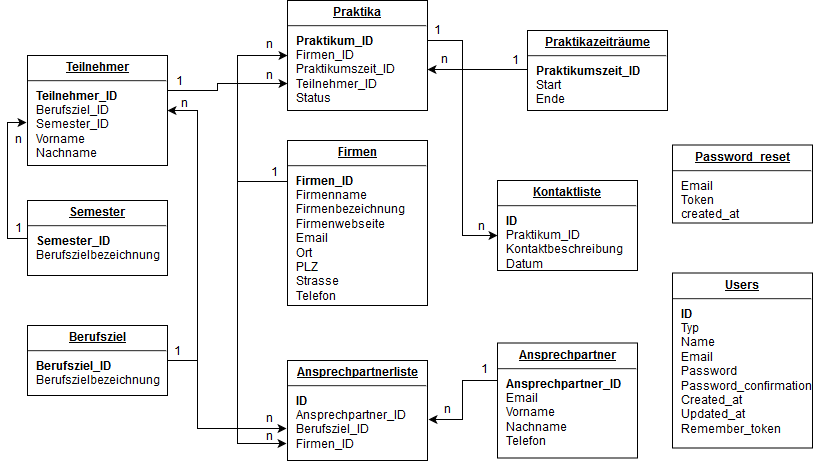 Praktika
Praktikum_ID
Firmen_ID
Praktikumszeit_ID
Teilnehmer_ID
Status
Praktikazeiträume
Praktikumszeit_ID
Start
Ende
Teilnehmer
Teilnehmer_ID
Berufsziel_ID
Semester_ID
Vorname
Nachname
Firmen
Firmen_ID
Firmenname
Firmenbezeichnung
Firmenwebseite
Email
Ort
PLZ
Strasse
Telefon
Password_reset
Email
Token
created_at
Kontaktliste
ID
Praktikum_ID
Kontaktbeschreibung
Datum
Semester
Semester_ID
Berufszielbezeichnung
Users
ID
Typ
Name
Email
Password
Password_confirmation
Created_at
Updated_at
Remember_token
Berufsziel
Berufsziel_ID
Berufszielbezeichnung
Ansprechpartnerliste
ID
Ansprechpartner_ID
Berufsziel_ID
Firmen_ID
Ansprechpartner
Ansprechpartner_ID
Email
Vorname
Nachname
Telefon
1
n
n
n
1
n
1
n
1
n
1
1
n
n
n
1